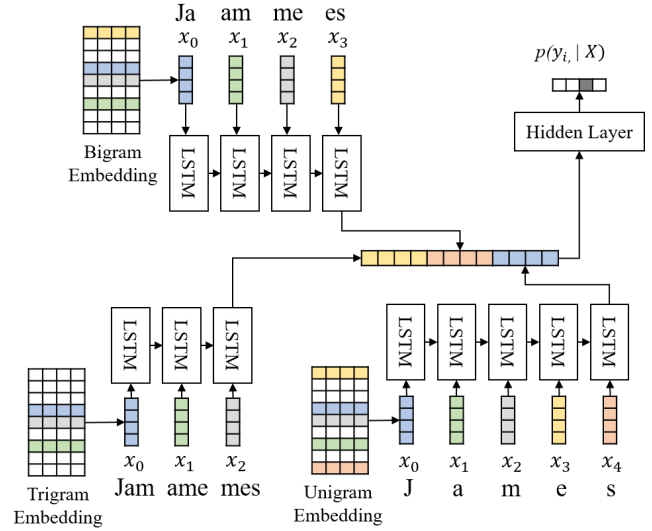 Ja am me es
x₀ x₁ x₂ x₃
LSTM LSTM LSTM LSTM
Bigram
Embedding
p(yᵢ, | X)
Hidden Layer
LSTM LSTM LSTM
x₀ x₁ x₂
Jam ame mes
Trigram
Embedding
LSTM LSTM LSTM LSTM LSTM
x₀ x₁ x₂ x₃ x₄
J a m e s
Unigram
Embedding